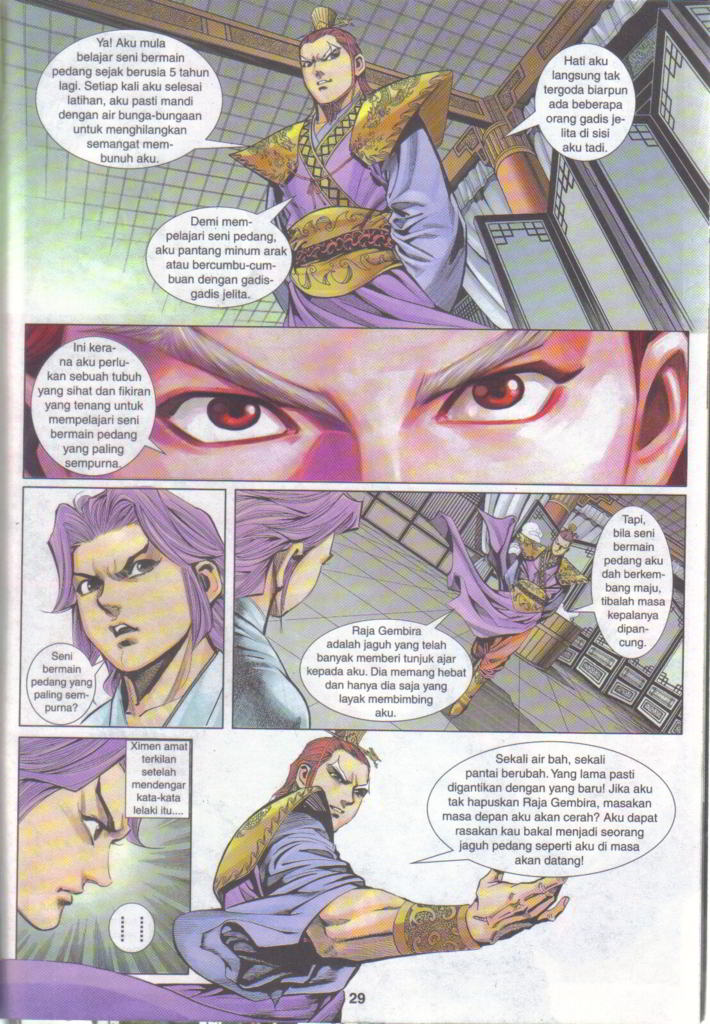 Ya! Aku mula
belajar seni bermain
pedang sejak berusia 5 tahun
lagi. Setiap kali aku selesai
latihan, aku pasti mandi
dengan air bunga-bungaan
untuk menghilangkan
semangat mem-
bunuh aku.
Hati aku
langsung tak
tergoda biarpun
ada beberapa
orang gadis je-
lita di sisi
aku tadi.
Demi mem-
pelajari seni pedang,
aku pantang minum arak
atau bercumbu-cum-
buan dengan gadis-
gadis jelita.
Ini kera-
na aku perlu-
kan sebuah tubuh
yang sihat dan fikiran
yang tenang untuk
mempelajari seni
bermain pedang
yang paling
sempurna.
Seni
bermain
pedang yang
paling sem-
purna?
Tapi,
bila seni
bermain
pedang aku
dah berkem-
bang maju,
tibalah masa
kepalanya
dipan-
cung.
Raja Gembira
adalah jaguh yang telah
banyak memberi tunjuk ajar
kepada aku. Dia memang hebat
dan hanya dia saja yang
layak membimbing
aku.
Ximen amat
terkilan
setelah
mendengar
kata-kata
lelaki itu....
!!
Sekali air bah, sekali
pantai berubah. Yang lama pasti
digantikan dengan yang baru! Jika aku
tak hapuskan Raja Gembira, masakan
masa depan aku akan cerah? Aku dapat
rasakan kau bakal menjadi seorang
jaguh pedang seperti aku di masa
akan datang!
29